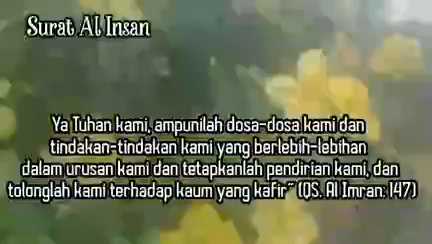 Surat Al Insan
Ya Tuhan kami, ampunilah dosa-dosa kami dan
tindakan-tindakan kami yang berlebih-lebihan
dalam urusan kami dan tetapkanlah pendirian kami, dan
tolonglah kami terhadap kaum yang kafir" (QS. Al Imran: 147)